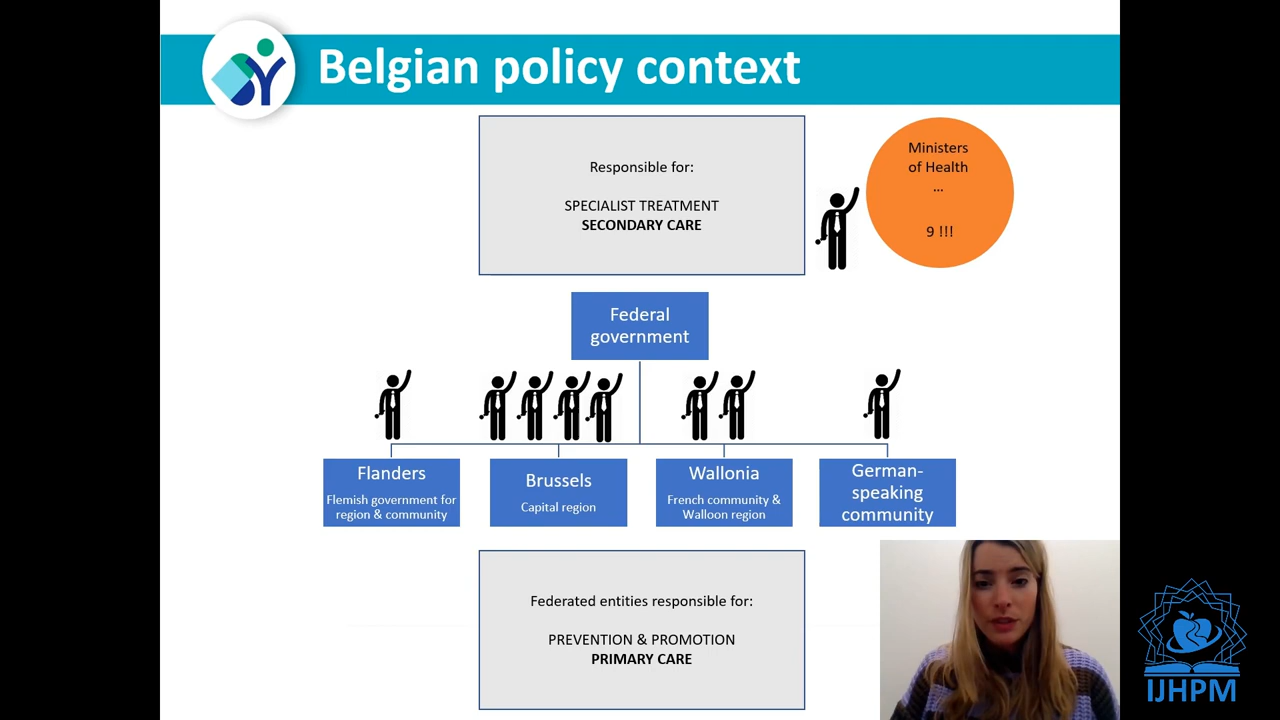 Belgian policy context
Responsible for:
SPECIALIST TREATMENT
SECONDARY CARE
Ministers
of Health
...
9 !!!
Federal
government
Flanders
Flemish government for
region & community
Brussels
Capital region
Wallonia
French community &
Walloon region
German-
speaking
community
Federated entities responsible for:
PREVENTION & PROMOTION
PRIMARY CARE
IJHPM